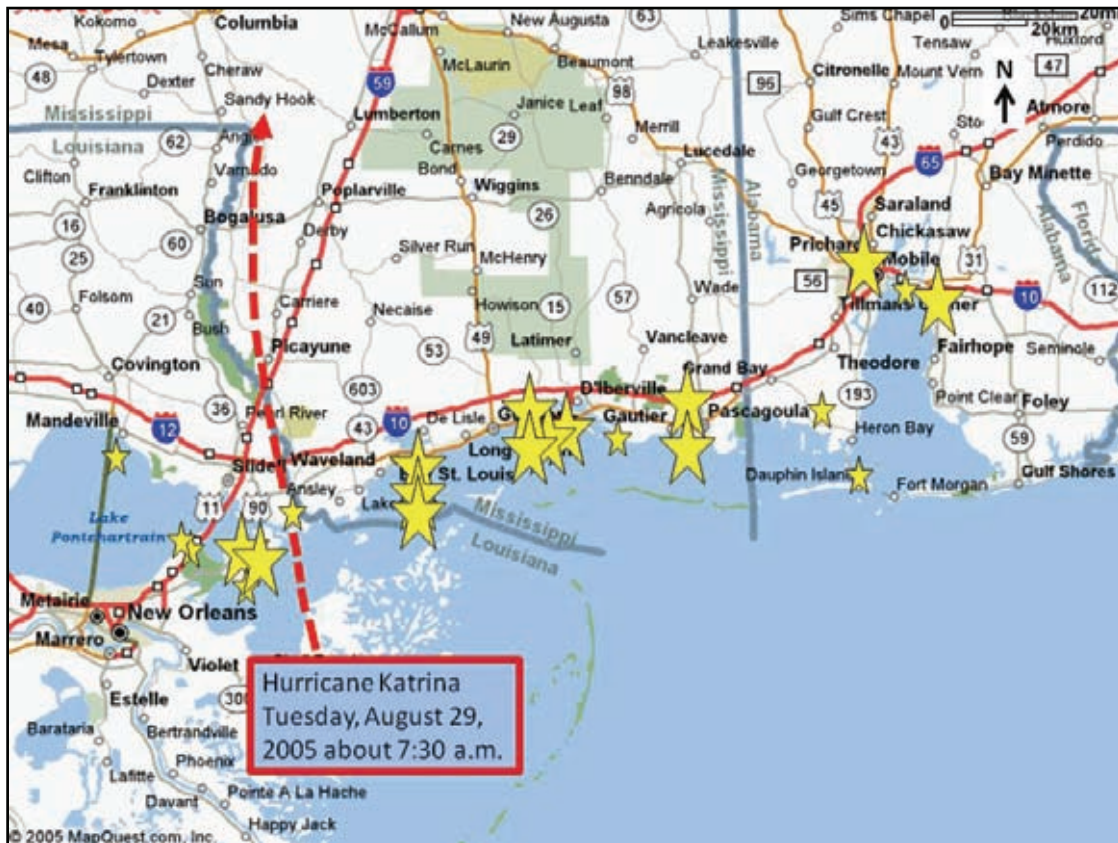 Kokomo
Columbia
McCallum
New Augusta
63
Sims Chapel
20mi
20km
Mesa
Tylertown
48
Dexter
Cheraw
59
McLaurin
Beaumont
Leakesville
Tensaw
Huxford
98
96
Citronelle
Mount Vern
47
N
Sandy Hook
Janice
Leaf
Mississippi
Louisiana
62
Lumberton
29
Carnes
Merrill
Gulf Crest
43
Atmore
Perdido
Clifton
Franklinton
Varnado
Bond
Lucedale
65
Georgetown
Bay Minette
Poplarville
Wiggins
Benndale
Mississippi
Alabama
45
Saraland
16
Bogalusa
60
Derby
26
Agricola
Chickasaw
Alabama
Florida
25
Silver Run
McHenry
Mobile
31
Son
56
40
Folsom
21
Bush
Carriere
Necaise
Howison
15
57
Wade
10
112
Picayune
49
53
Latimer
Vancleave
Theodore
Fairhope
Seminole
Covington
603
Grand Bay
36
Pearl River
D'Iberville
Point Clear
Foley
Mandeville
12
43
10
De Lisle
Gautier
Pascagoula
193
Heron Bay
59
Waveland
St. Louis
Ansley
Dauphin Island
Fort Morgan
Gulf Shores
11
90
Lake
Pontchartrain
Mississippi
Louisiana
Metairie
New Orleans
Marrero
Violet
Hurricane Katrina
Tuesday, August 29,
2005 about 7:30 a.m.
Estelle
Barataria
Bertrandville
Lafitte
Phoenix
Davant
Pointe A La Hache
Happy Jack
© 2005 MapQuest.com, Inc.